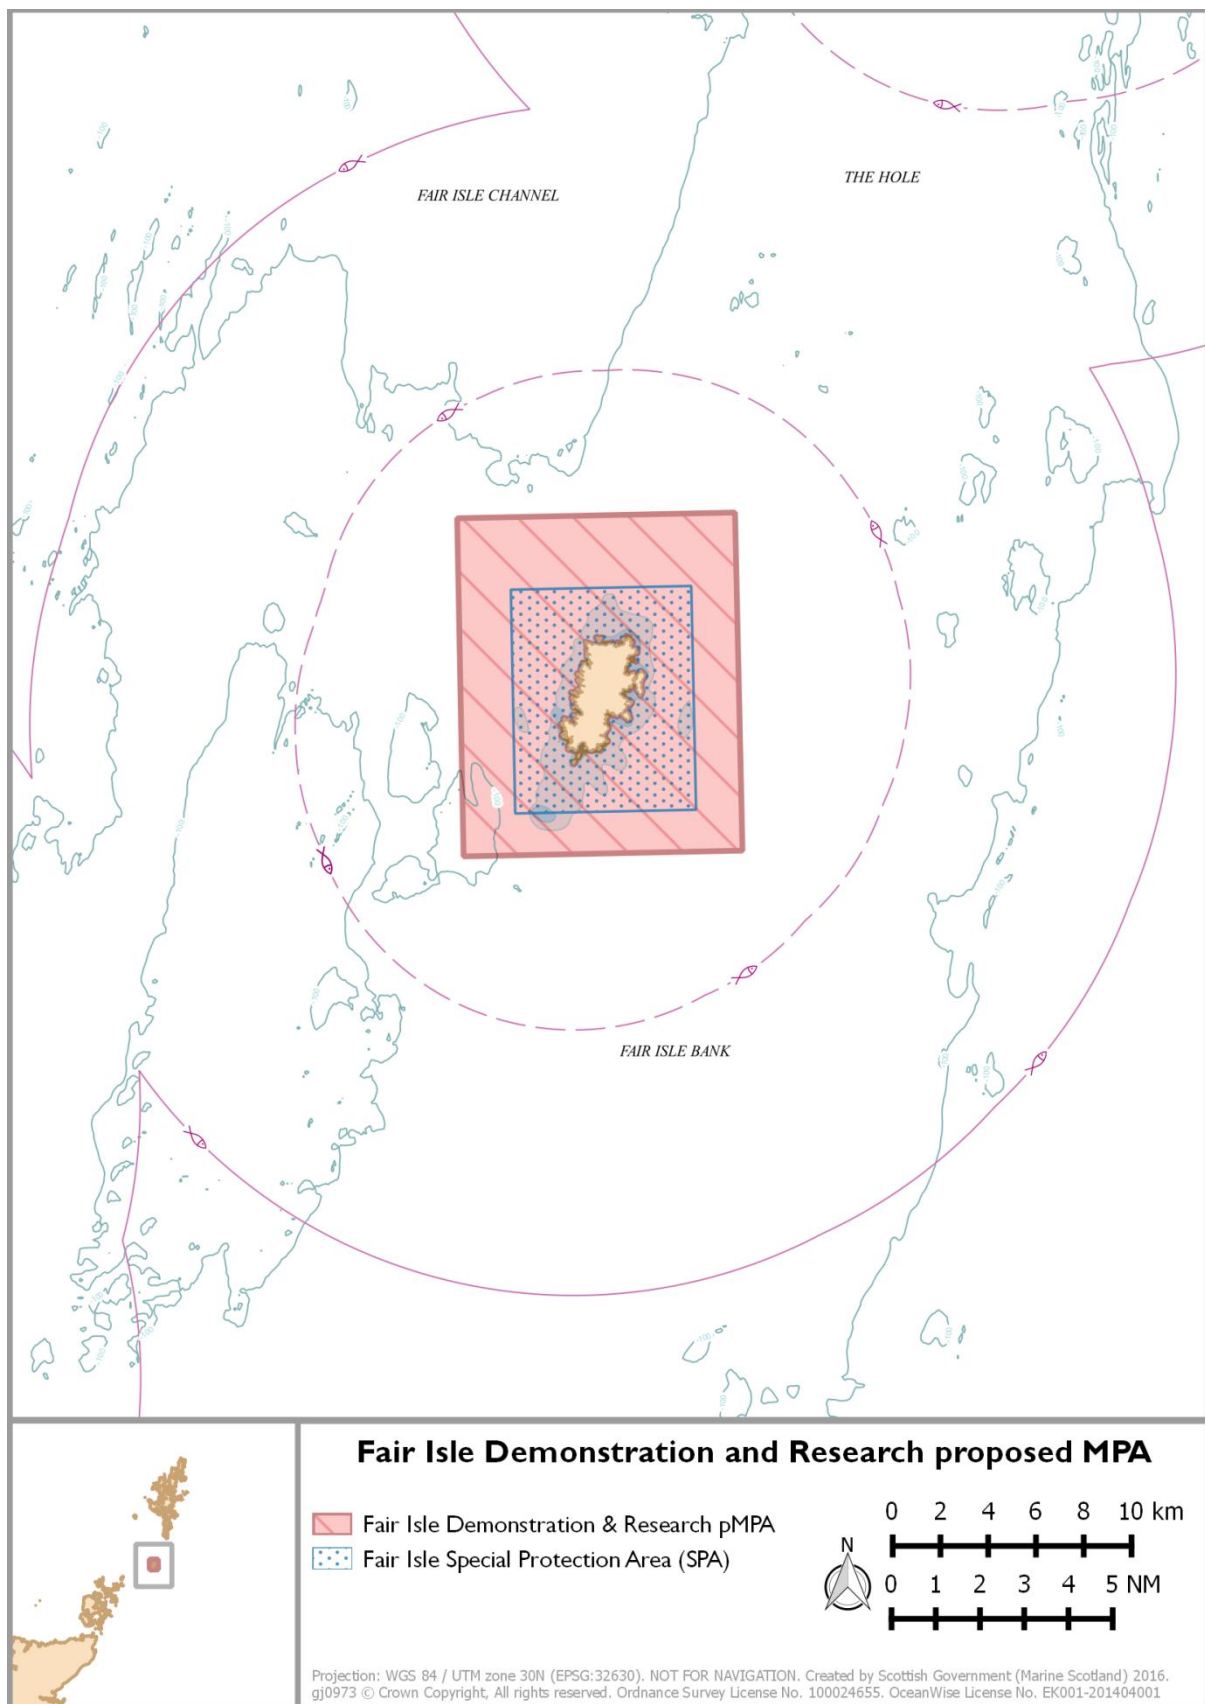 FAIR ISLE CHANNEL
THE HOLE
FAIR ISLE BANK
Fair Isle Demonstration and Research proposed MPA
Fair Isle Demonstration & Research pMPA
Fair Isle Special Protection Area (SPA)
0 2 4 6 8 10 km
N
0 1 2 3 4 5 NM
Projection: WGS 84 / UTM zone 30N (EPSG:32630). NOT FOR NAVIGATION. Created by Scottish Government (Marine Scotland) 2016.
gj0973 © Crown Copyright, All rights reserved. Ordnance Survey License No. 100024655. OceanWise License No. EK001-201404001